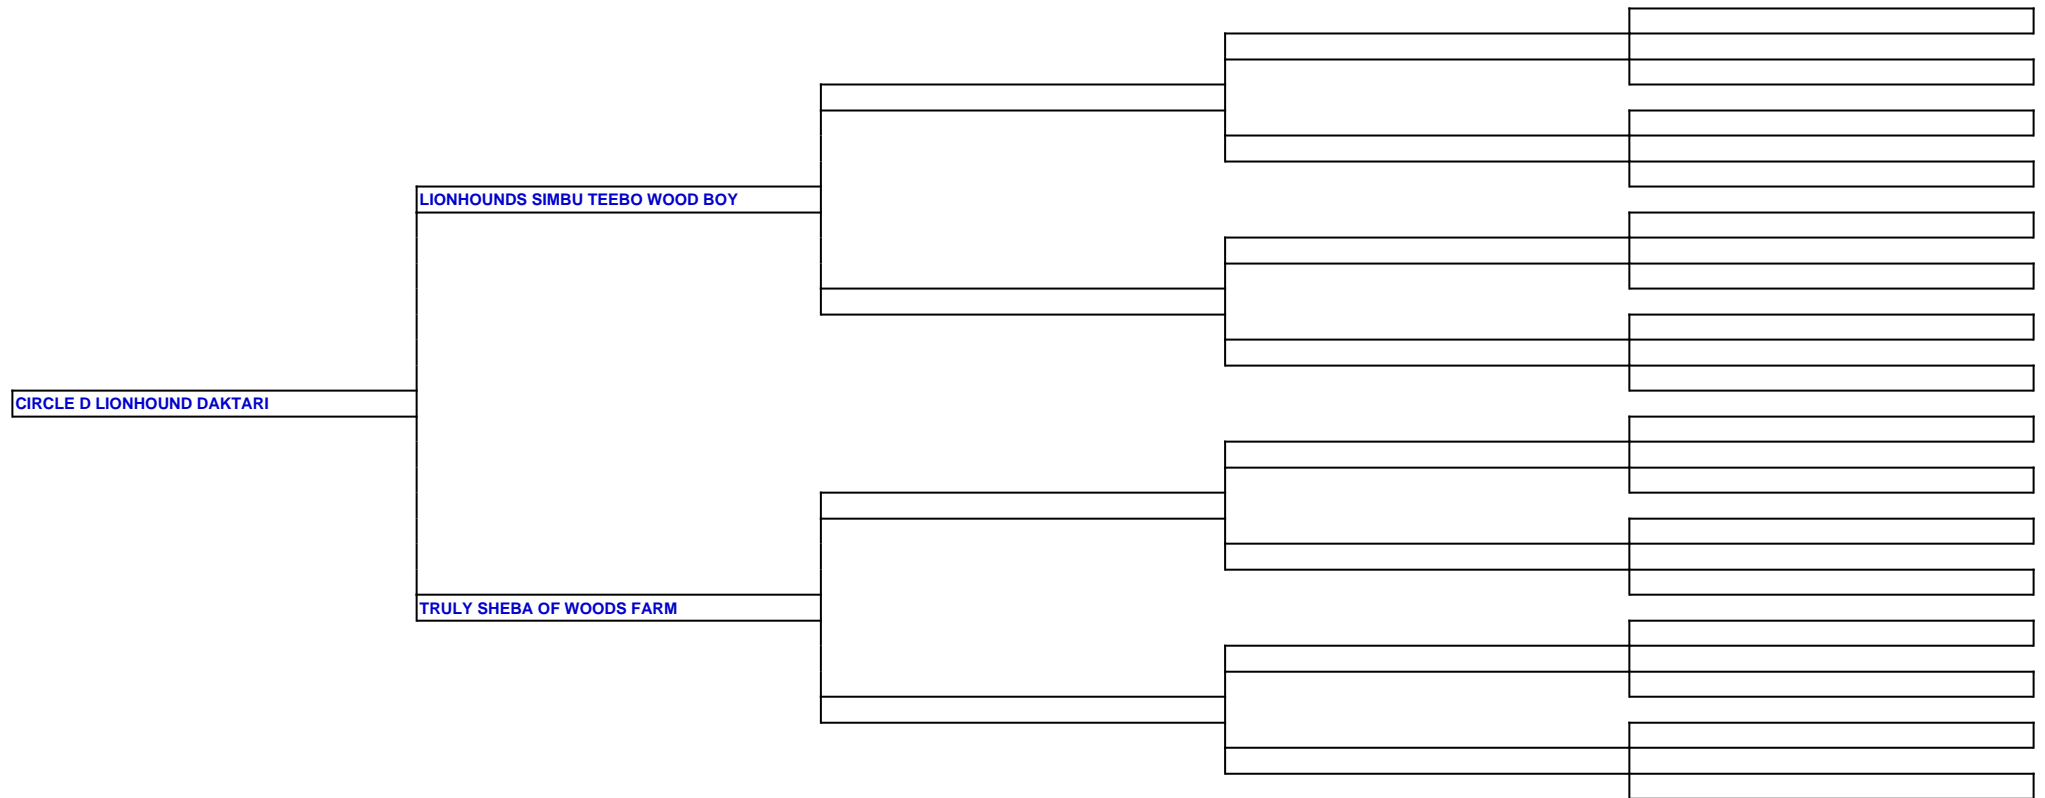 LIONHOUNDS SIMBU TEEBO WOOD BOY
CIRCLE D LIONHOUND DAKTARI
TRULY SHEBA OF WOODS FARM